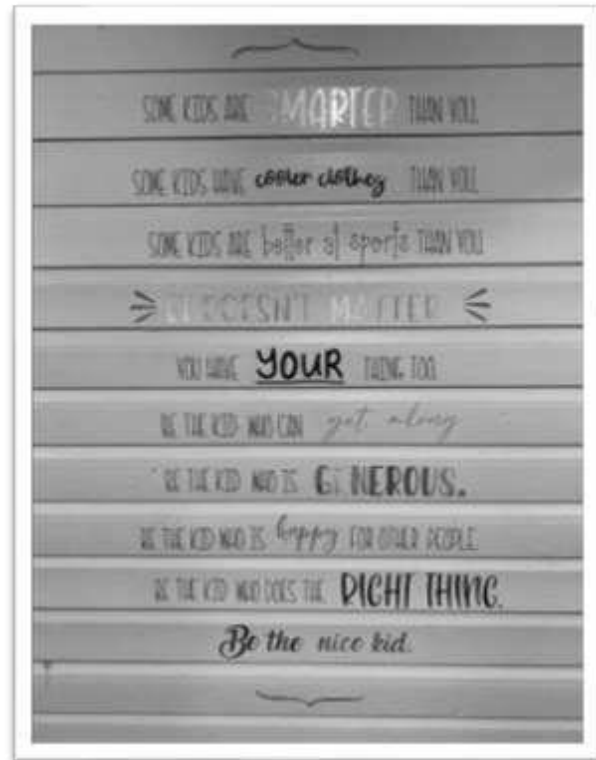 SOME KIDS ARE SMARTER THAN YOU.
SOME KIDS HAVE cooler clothes THAN YOU.
SOME KIDS ARE better at sports THAN YOU
IT DOESN'T MATTER
YOU HAVE YOUR THING TOO.
BE THE KID WHO CAN get along
BE THE KID WHO IS GENEROUS.
BE THE KID WHO IS happy FOR OTHER PEOPLE
BE THE KID WHO DOES THE RIGHT THING.
Be the nice kid.